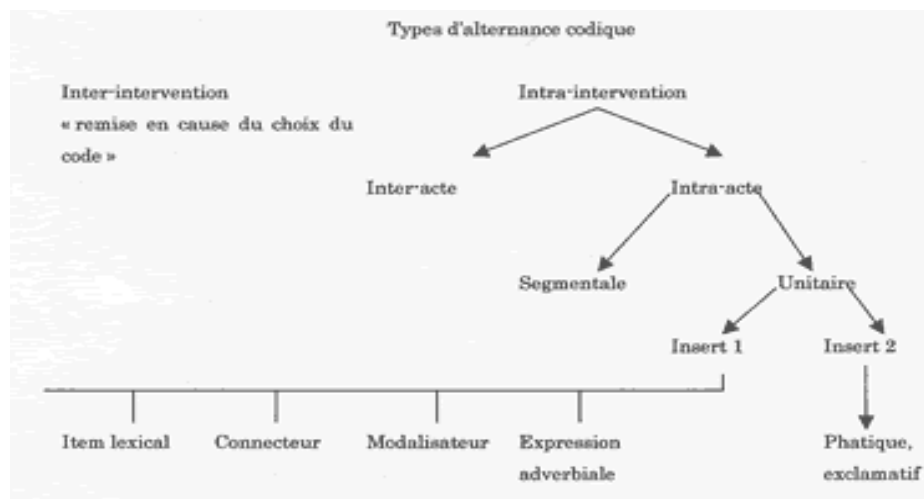 Types d'alternance codique
Inter-intervention
« remise en cause du choix du
code »
Intra-intervention
Inter-acte
Intra-acte
Segmentale
Unitaire
Insert 1
Insert 2
Item lexical
Connecteur
Modalisateur
Expression
adverbiale
Phatique,
exclamatif